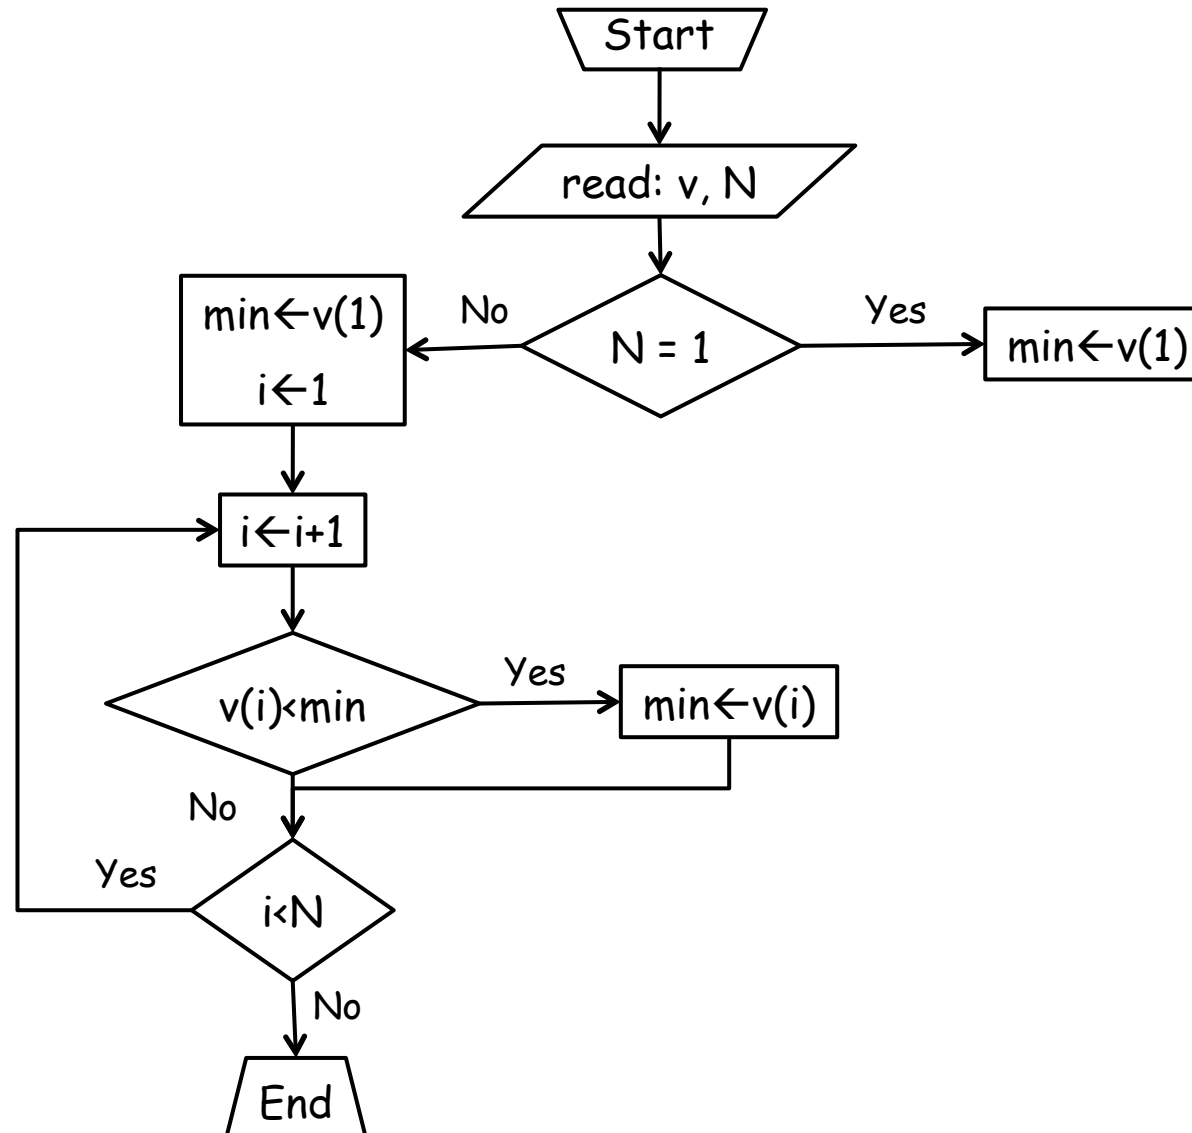 Start
read: v, N
No
Yes
N = 1
min←v(1)
i←1
min←v(1)
i←i+1
v(i)<min
Yes
min←v(i)
No
Yes
i<N
No
End